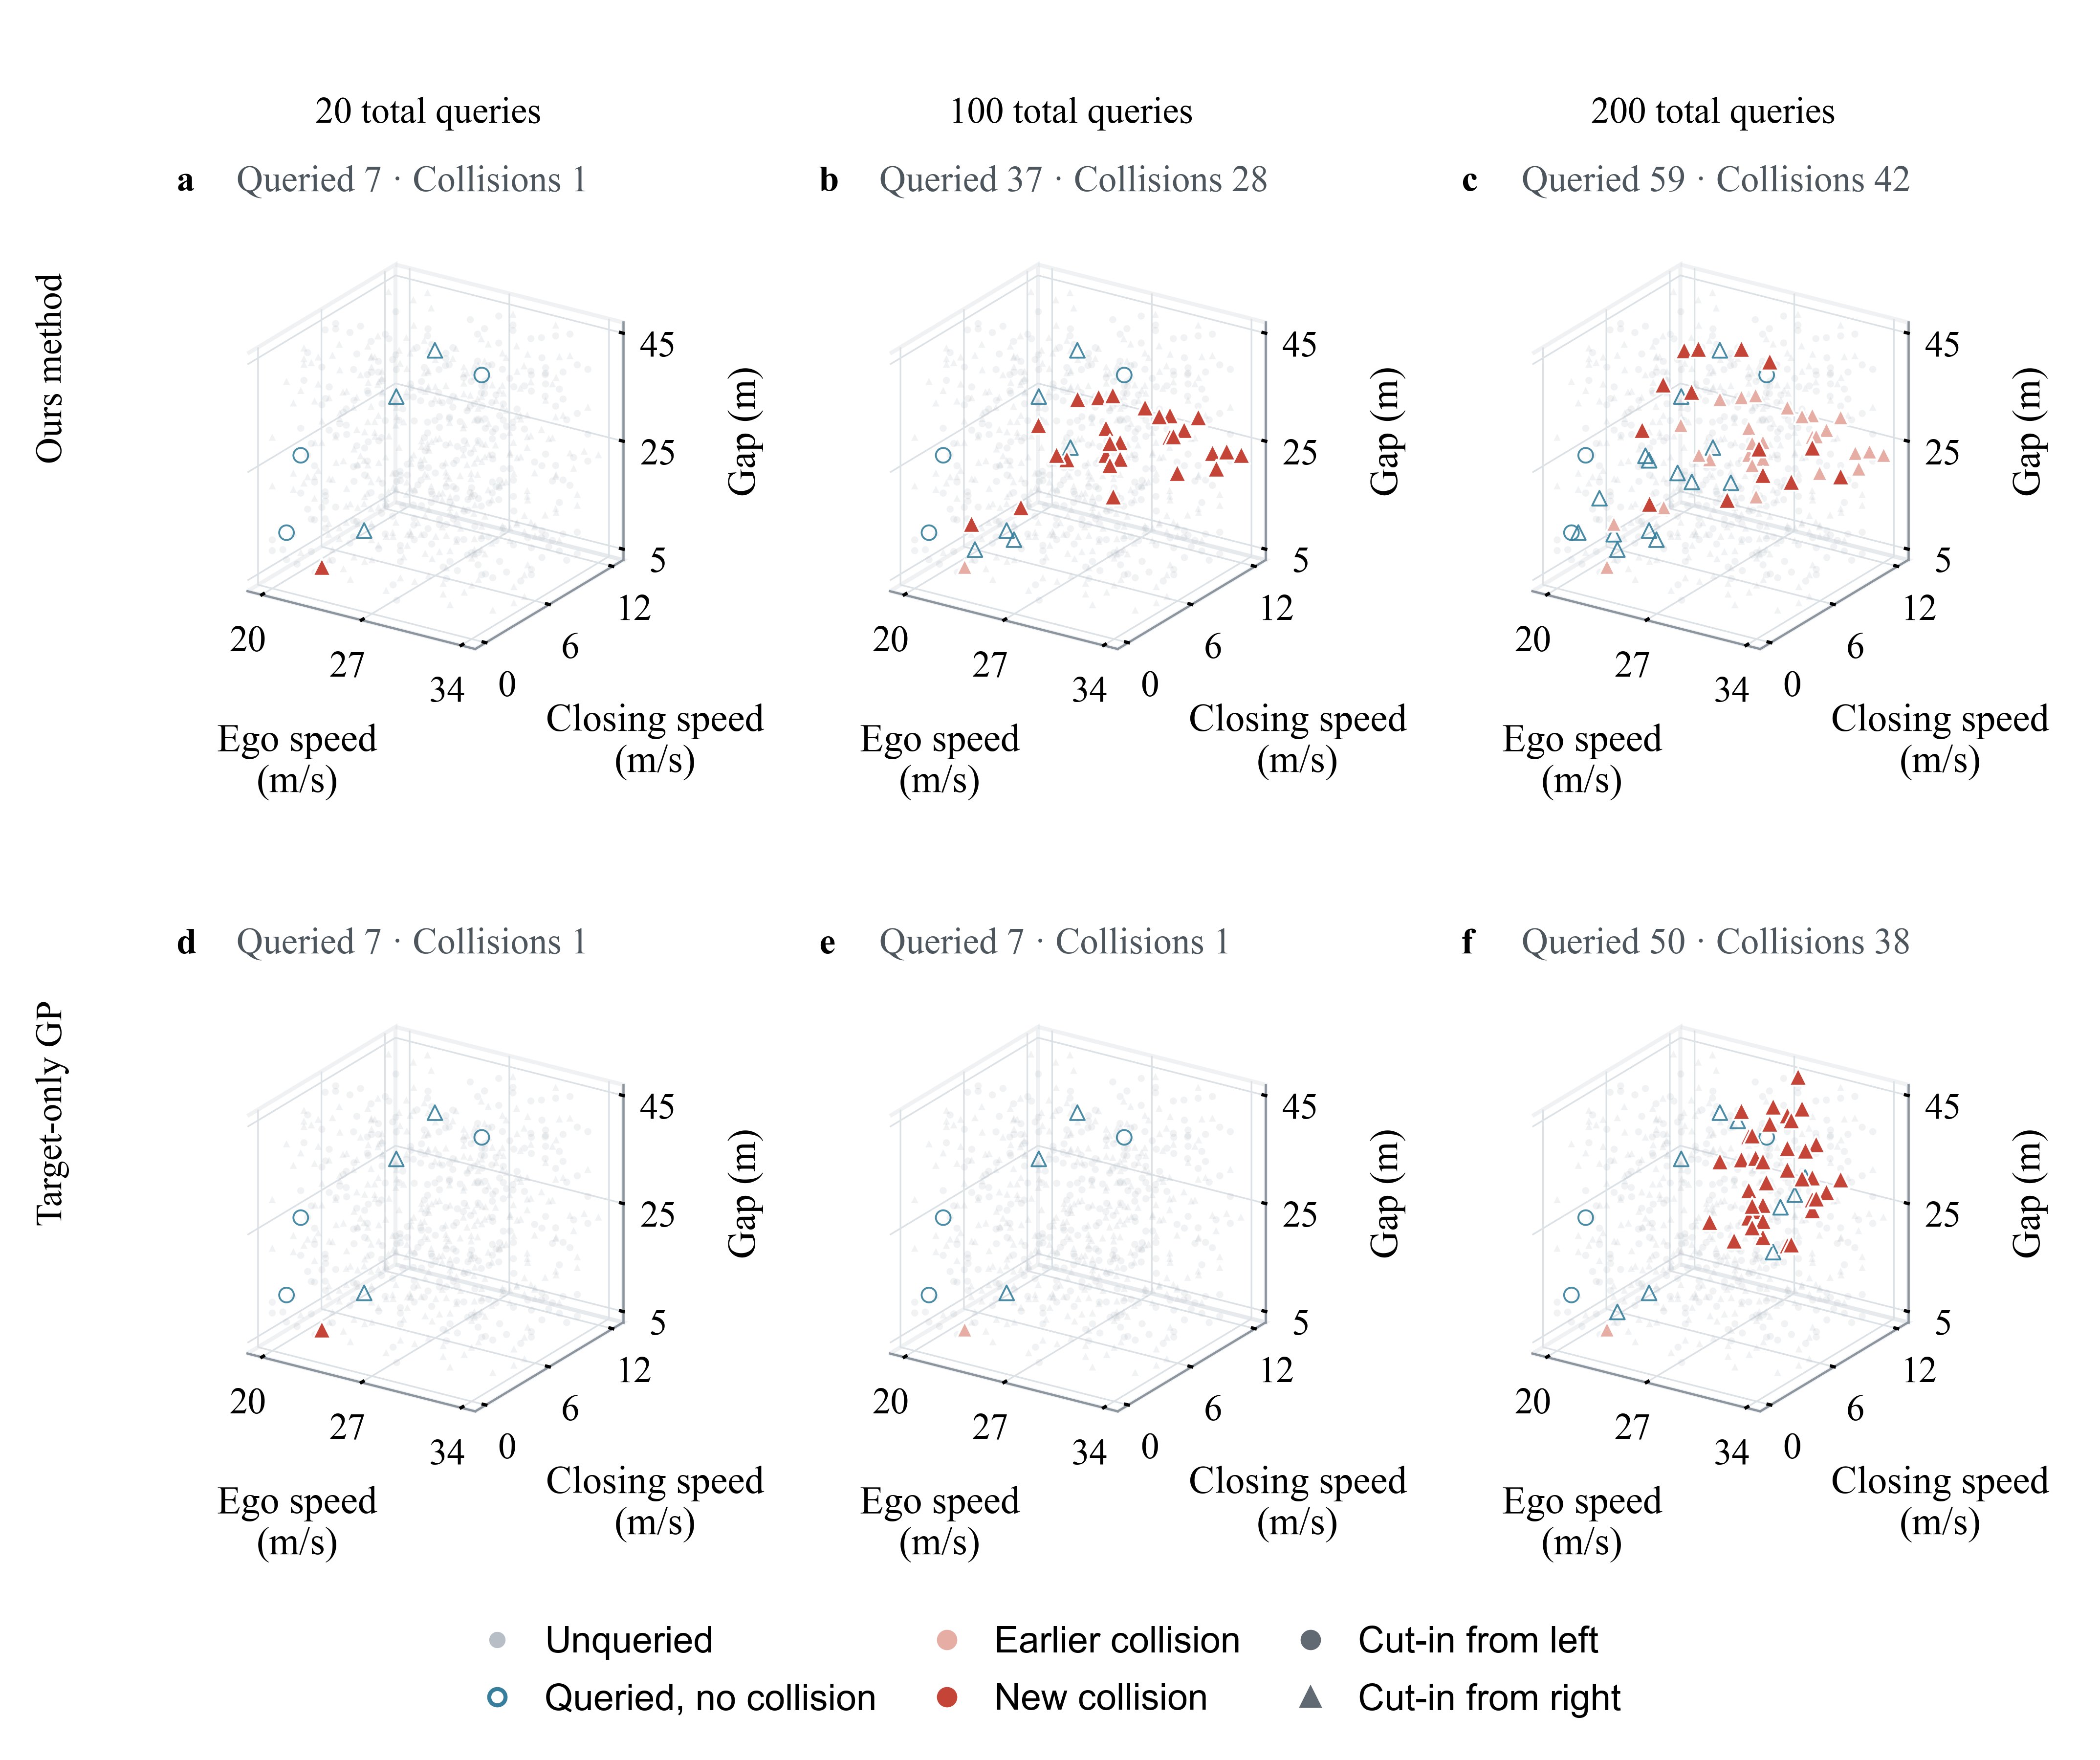 20 total queries
100 total queries
200 total queries
a Queried 7 · Collisions 1
b Queried 37 · Collisions 28
c Queried 59 · Collisions 42
Ours method
45
25
5
Gap (m)
12
6
0
20
27
34
Closing speed
(m/s)
Ego speed
(m/s)
45
25
5
Gap (m)
12
6
0
20
27
34
Closing speed
(m/s)
Ego speed
(m/s)
45
25
5
Gap (m)
12
6
0
20
27
34
Closing speed
(m/s)
Ego speed
(m/s)
d Queried 7 · Collisions 1
e Queried 7 · Collisions 1
f Queried 50 · Collisions 38
Target-only GP
45
25
5
Gap (m)
12
6
0
20
27
34
Closing speed
(m/s)
Ego speed
(m/s)
45
25
5
Gap (m)
12
6
0
20
27
34
Closing speed
(m/s)
Ego speed
(m/s)
45
25
5
Gap (m)
12
6
0
20
27
34
Closing speed
(m/s)
Ego speed
(m/s)
Unqueried
Earlier collision
Cut-in from left
Queried, no collision
New collision
Cut-in from right